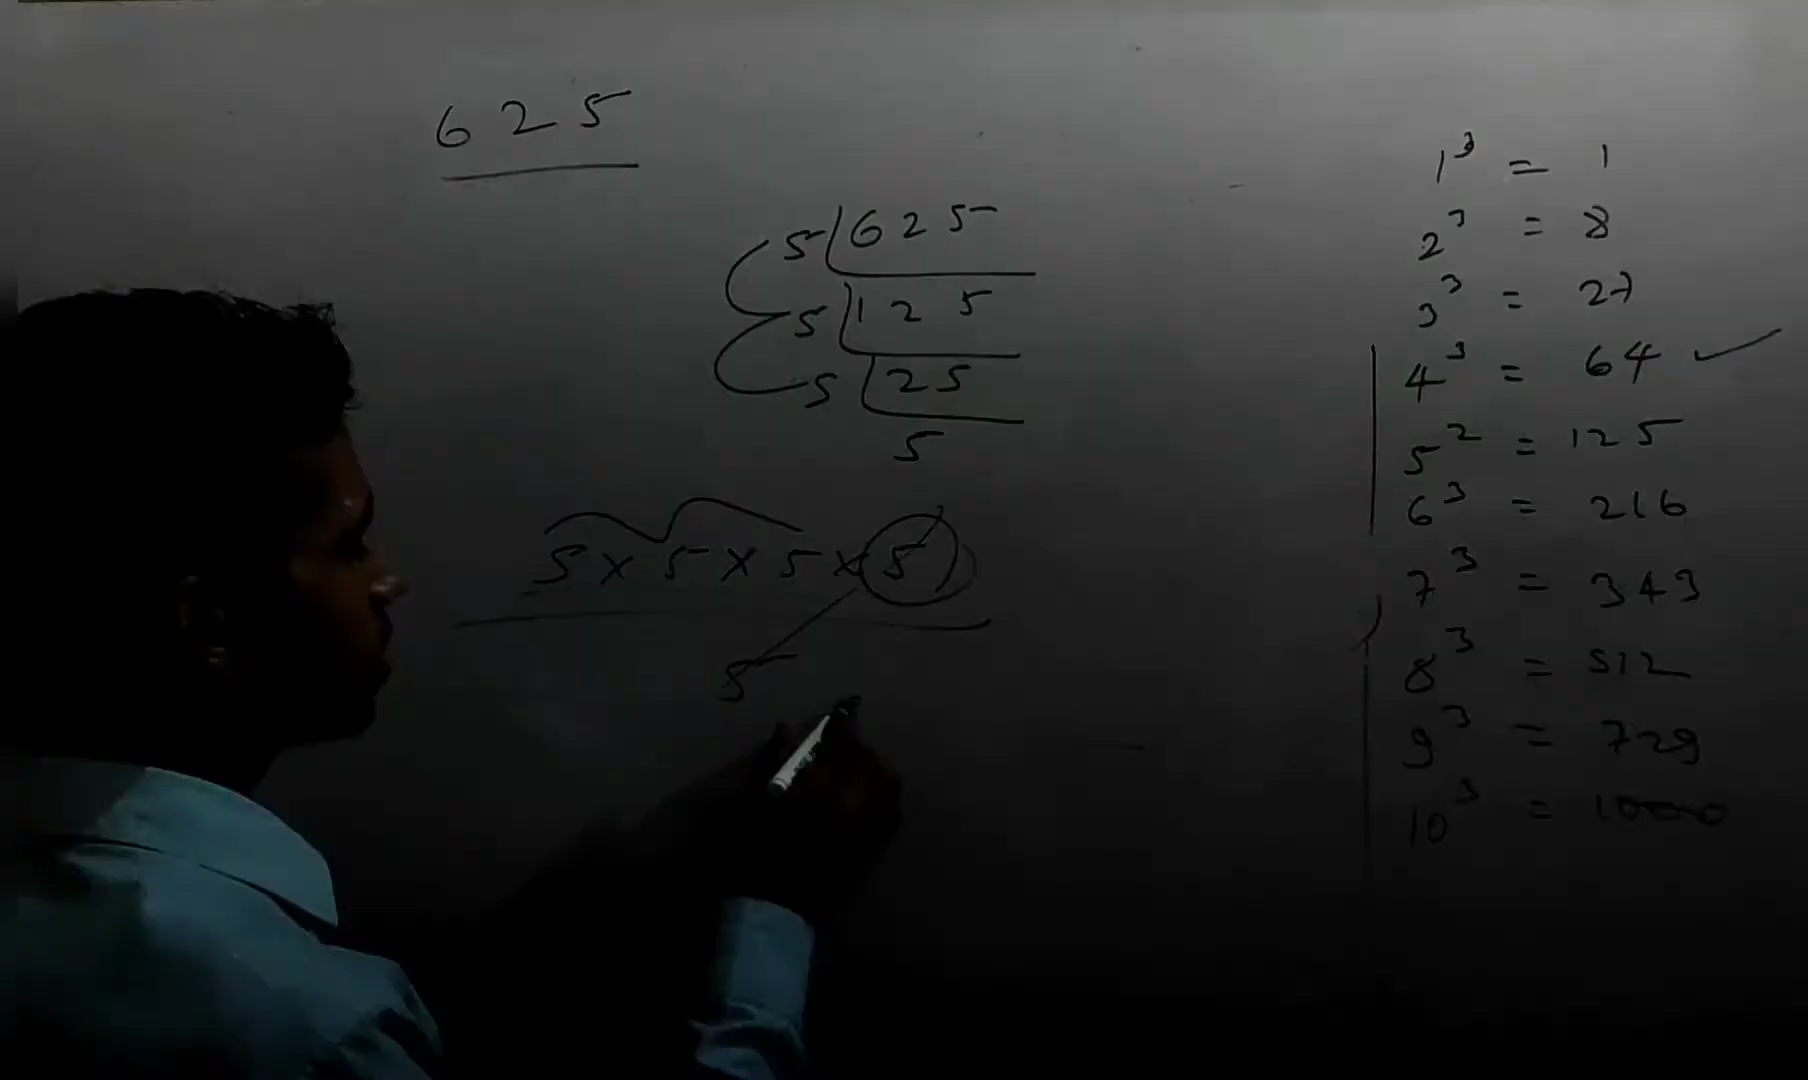 625
5 625
5 125
5 25
5
5 x 5 x 5 x 5
5
1³ = 1
2³ = 8
3³ = 27
4³ = 64 ✓
5² = 125
6³ = 216
7³ = 343
8³ = 512
9³ = 729
10³ = 1000